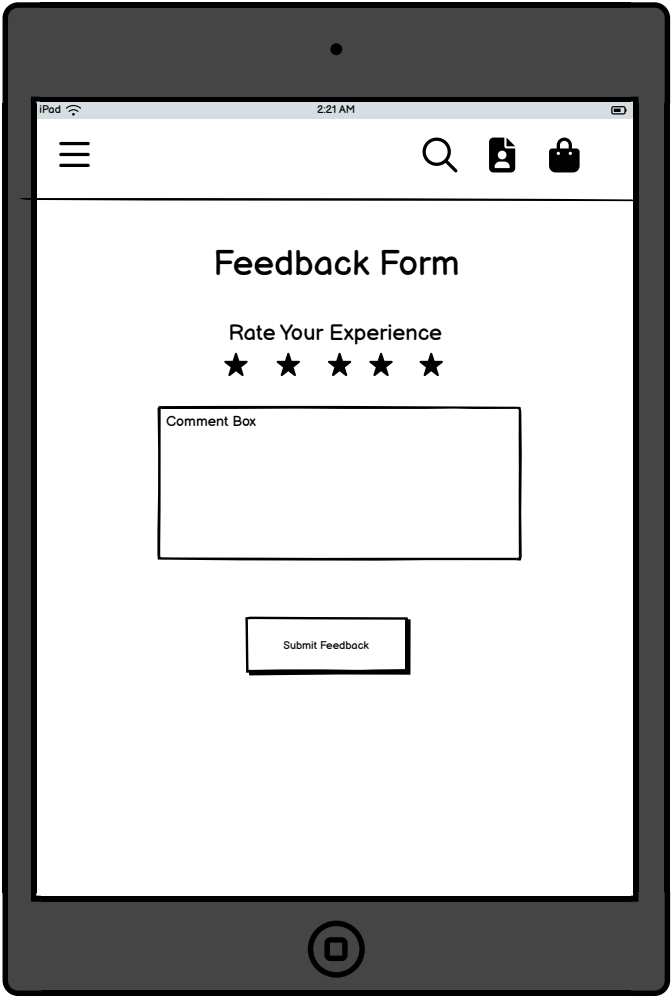 iPad 2:21 AM
Feedback Form
Rate Your Experience
Comment Box
Submit Feedback